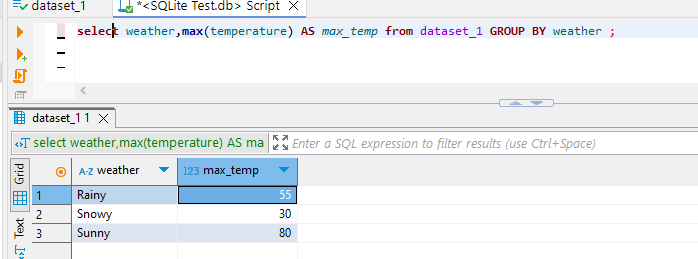 dataset_1 *<SQLite Test.db> Script
select weather,max(temperature) AS max_temp from dataset_1 GROUP BY weather ;
dataset_1 1
select weather,max(temperature) AS ma Enter a SQL expression to filter results (use Ctrl+Space)
Grid
Text
A-Z weather 123 max_temp
1 Rainy 55
2 Snowy 30
3 Sunny 80